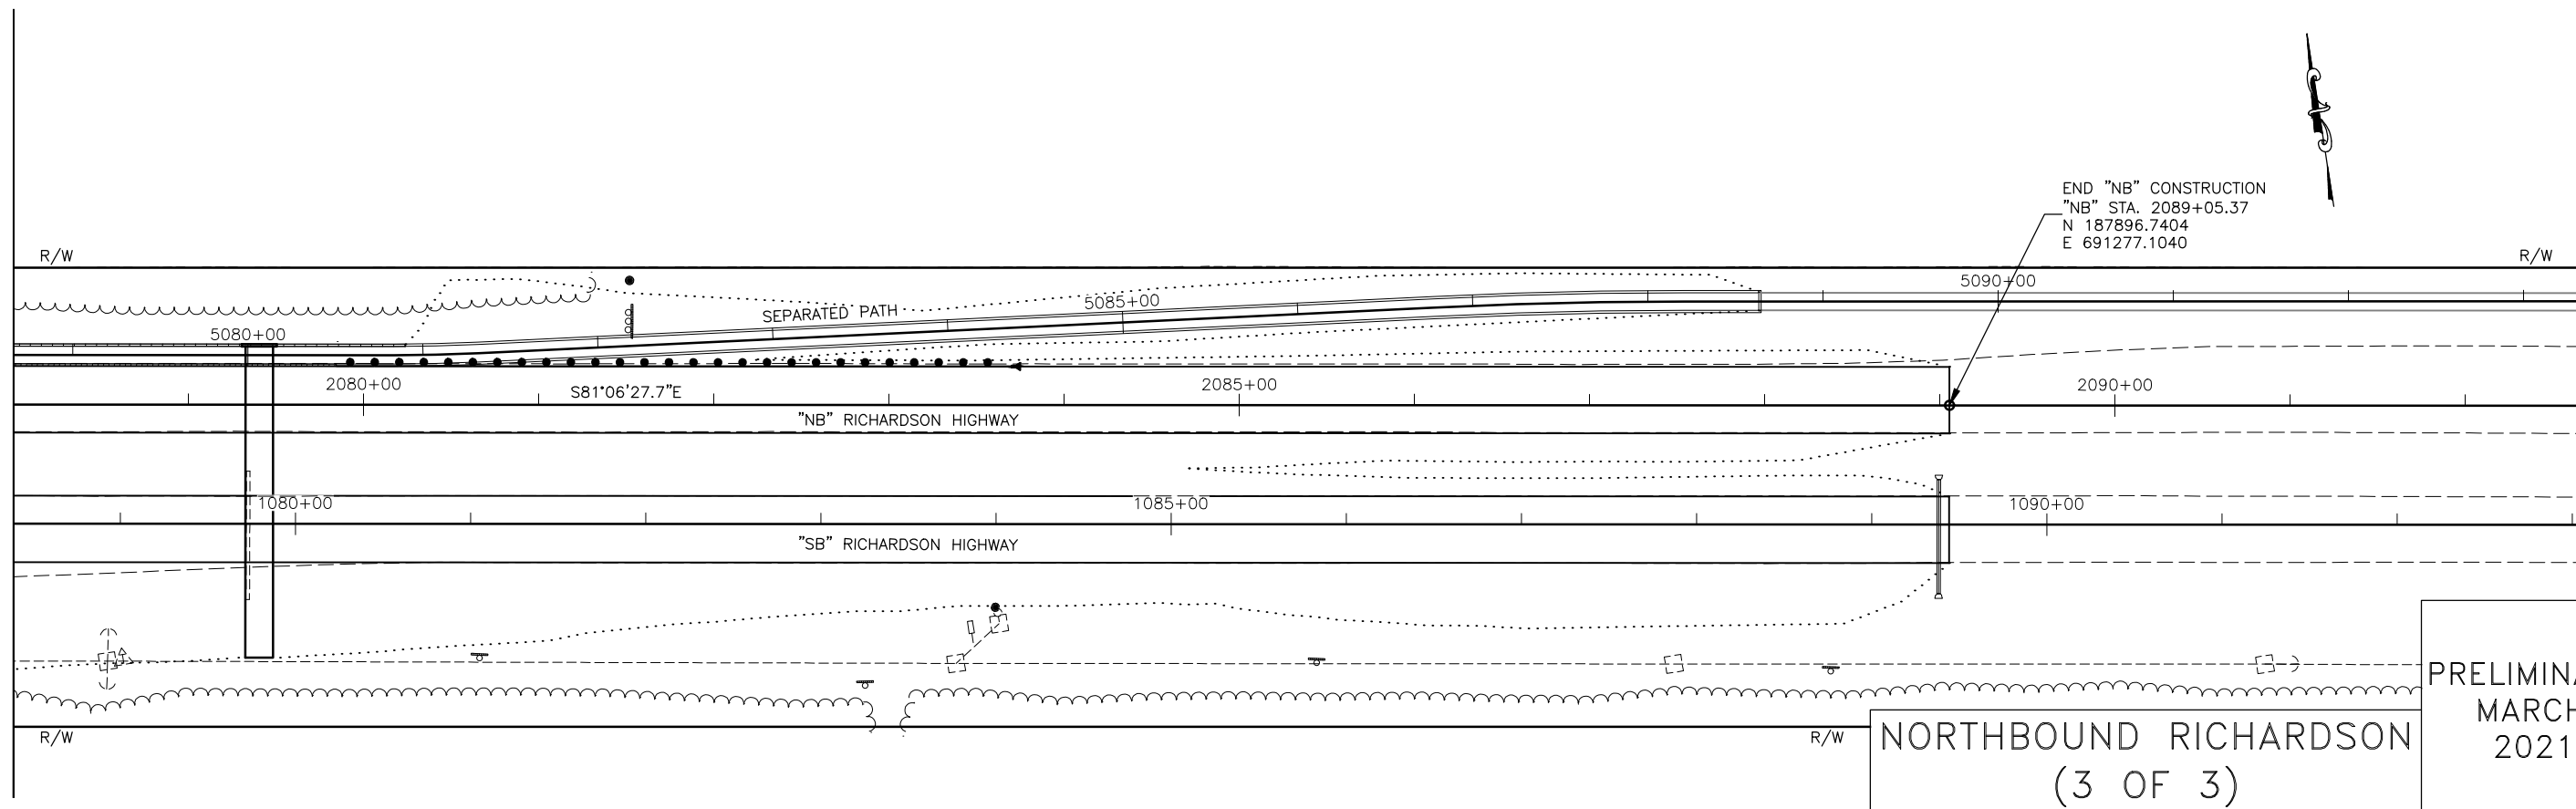 END "NB" CONSTRUCTION
"NB" STA. 2089+05.37
N 187896.7404
E 691277.1040
R/W
R/W
5090+00
5085+00
SEPARATED PATH
5080+00
2080+00
S81°06'27.7"E
2085+00
2090+00
"NB" RICHARDSON HIGHWAY
1080+00
1085+00
1090+00
"SB" RICHARDSON HIGHWAY
R/W
R/W
NORTHBOUND RICHARDSON
(3 OF 3)
MARCH
2021